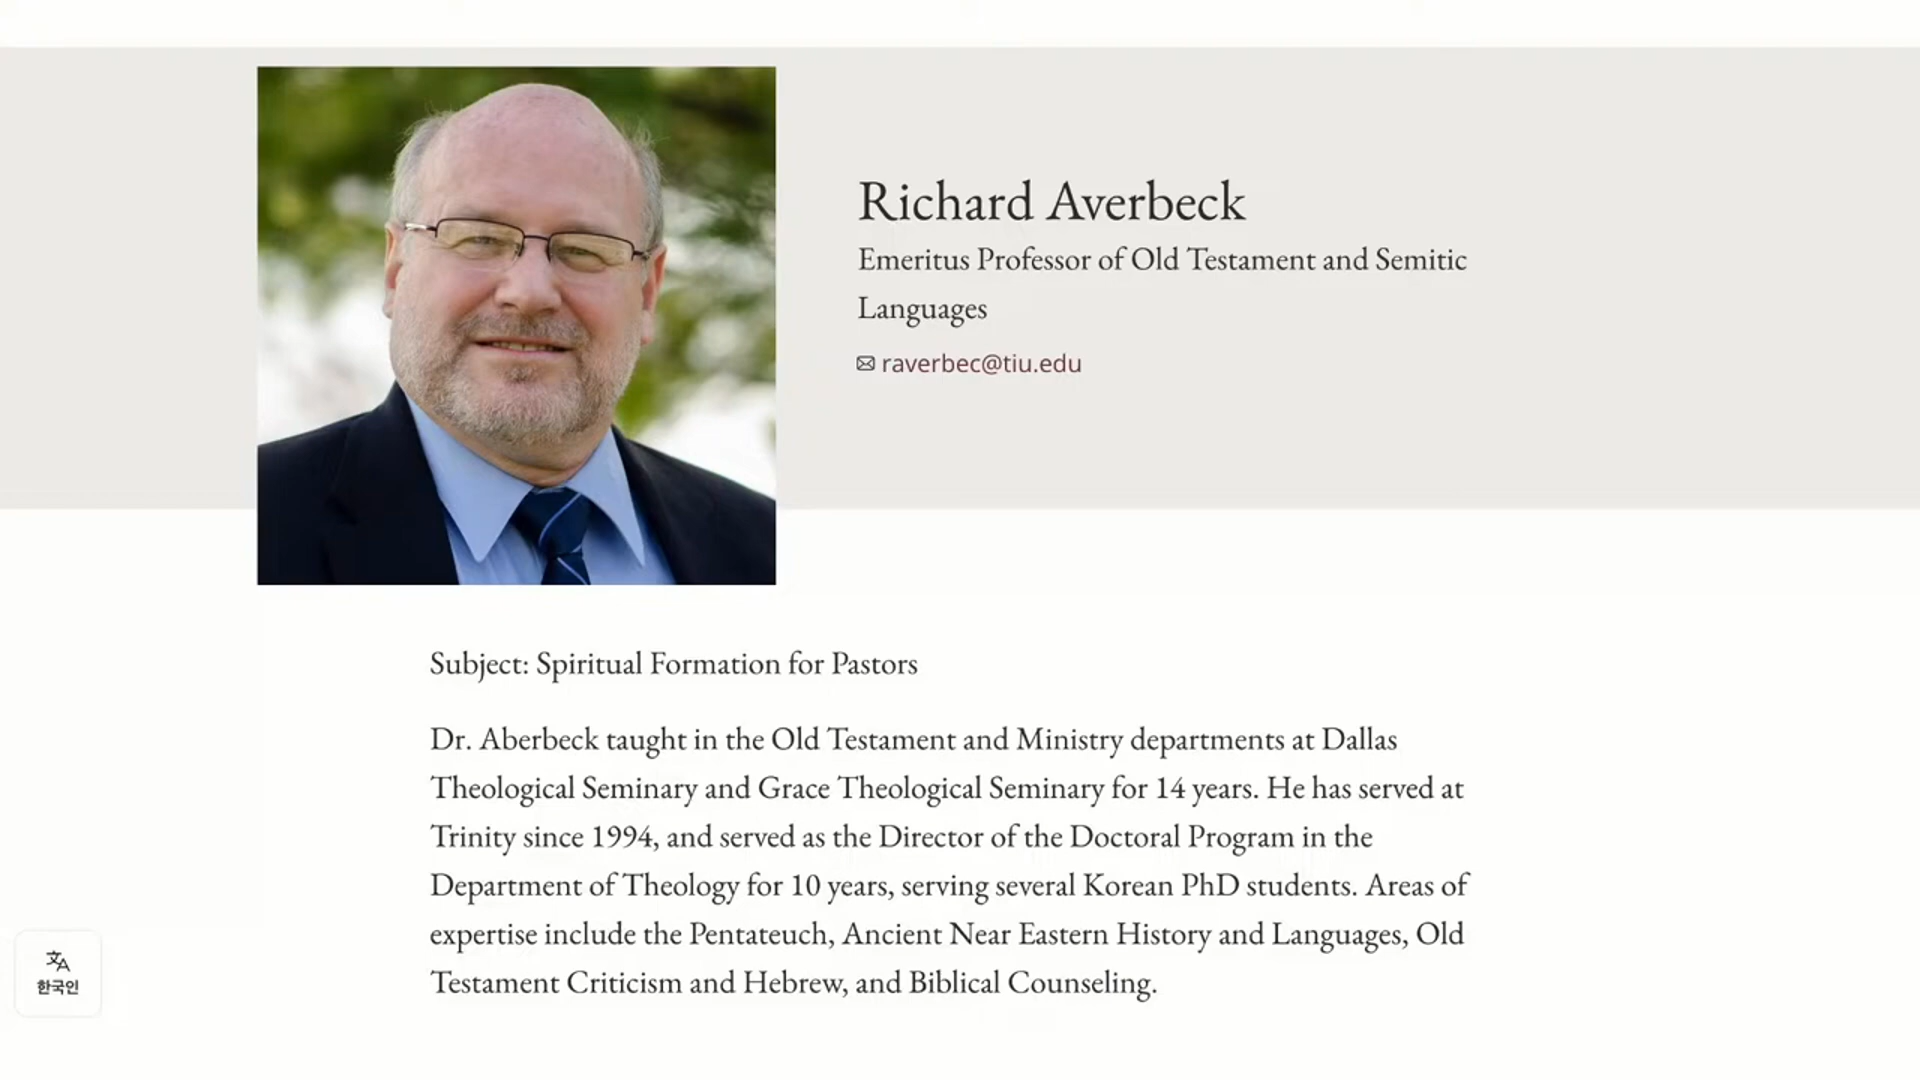 Richard Averbeck
Emeritus Professor of Old Testament and Semitic
Languages
raverbec@tiu.edu
Subject: Spiritual Formation for Pastors
Dr. Aberbeck taught in the Old Testament and Ministry departments at Dallas
Theological Seminary and Grace Theological Seminary for 14 years. He has served at
Trinity since 1994, and served as the Director of the Doctoral Program in the
Department of Theology for 10 years, serving several Korean PhD students. Areas of
expertise include the Pentateuch, Ancient Near Eastern History and Languages, Old
Testament Criticism and Hebrew, and Biblical Counseling.
文A
한국인